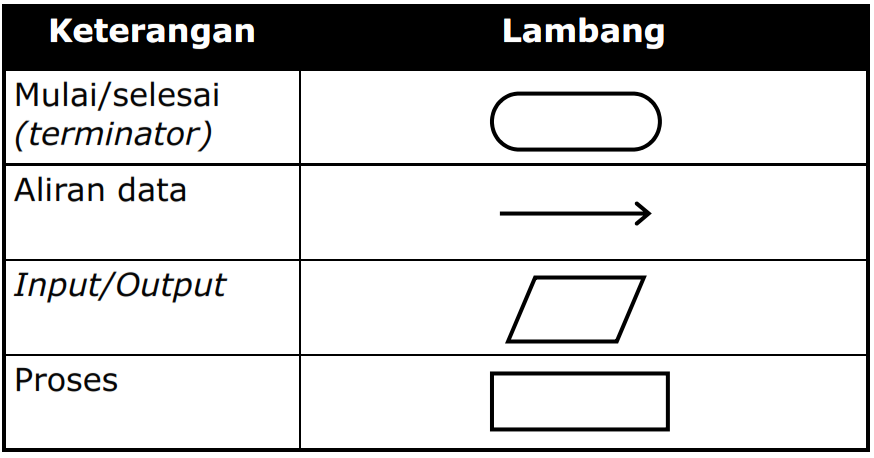 Keterangan Lambang
Mulai/selesai
(terminator)
Aliran data
Input/Output
Proses